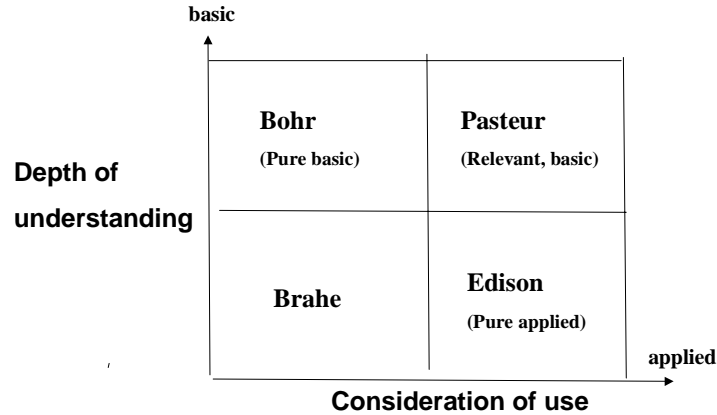 basic
Bohr
(Pure basic)
Pasteur
(Relevant, basic)
Depth of
understanding
Brahe
Edison
(Pure applied)
applied
Consideration of use